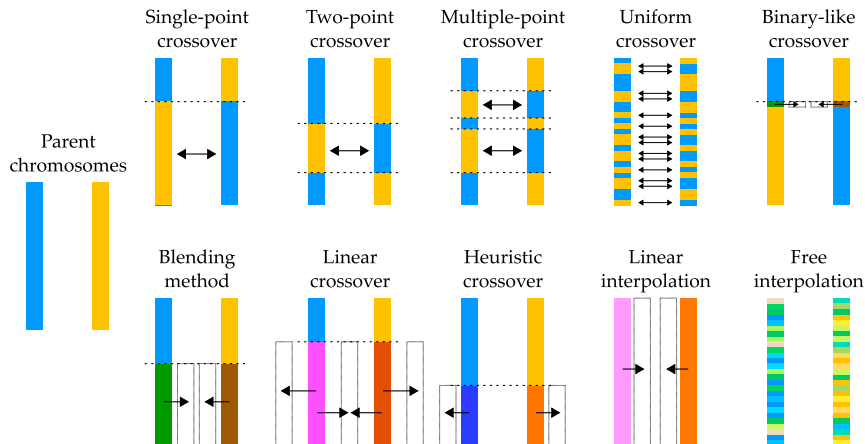 Single-point
crossover
Two-point
crossover
Multiple-point
crossover
Uniform
crossover
Binary-like
crossover
Parent
chromosomes
Blending
method
Linear
crossover
Heuristic
crossover
Linear
interpolation
Free
interpolation